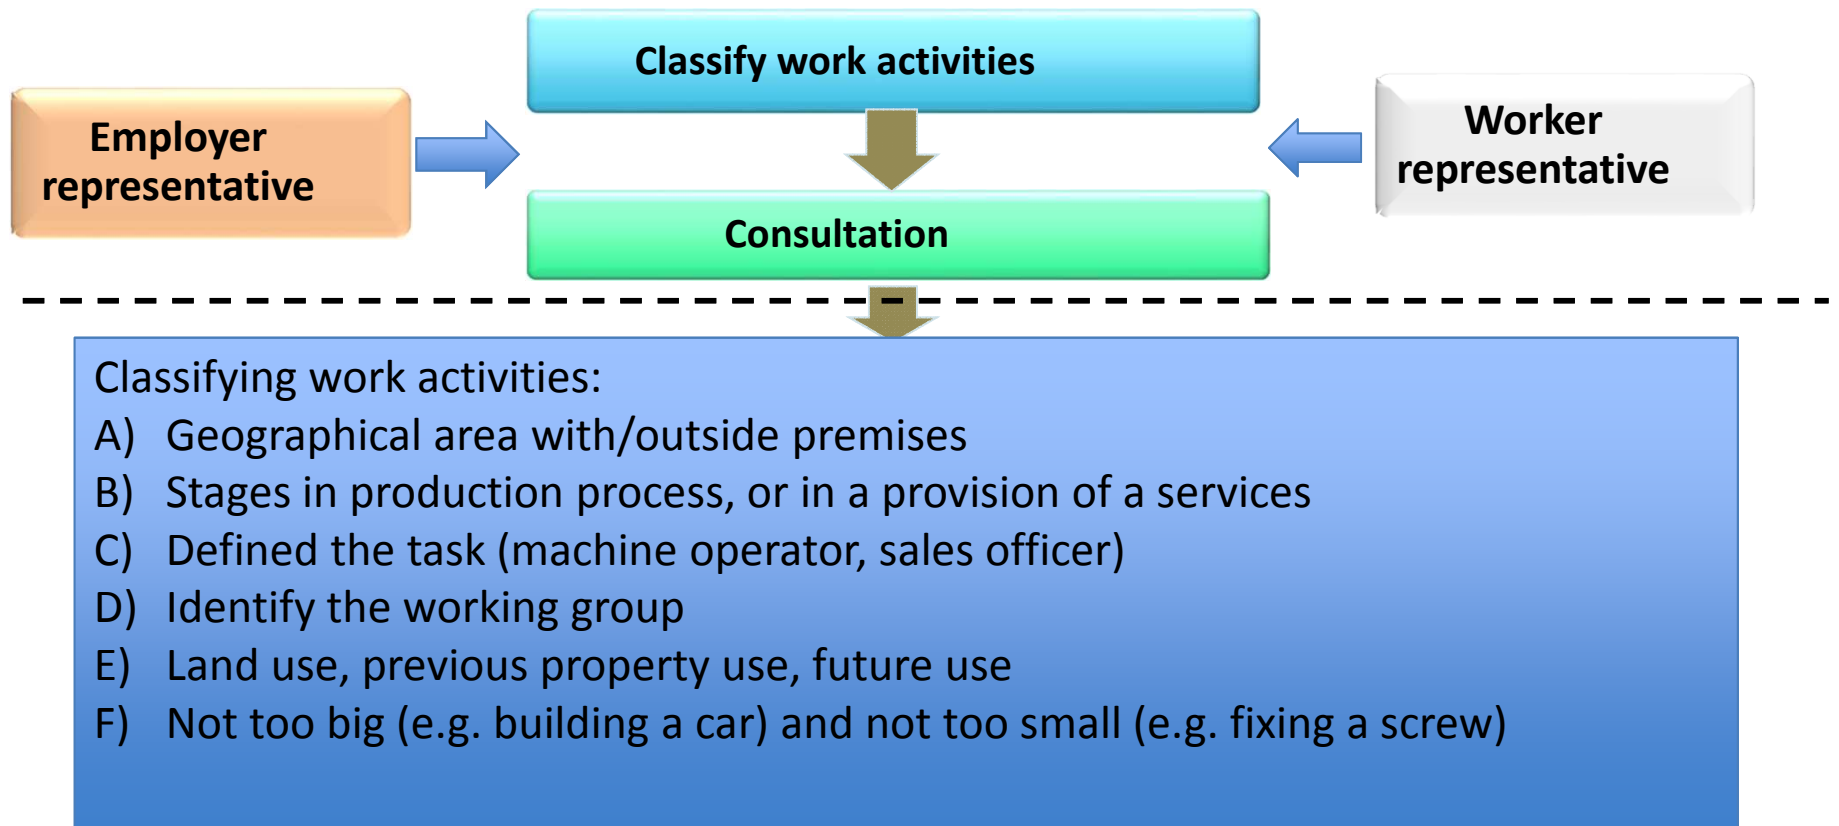 Classify work activities
Employer
representative
Worker
representative
Consultation
Classifying work activities:
A) Geographical area with/outside premises
B) Stages in production process, or in a provision of a services
C) Defined the task (machine operator, sales officer)
D) Identify the working group
E) Land use, previous property use, future use
F) Not too big (e.g. building a car) and not too small (e.g. fixing a screw)